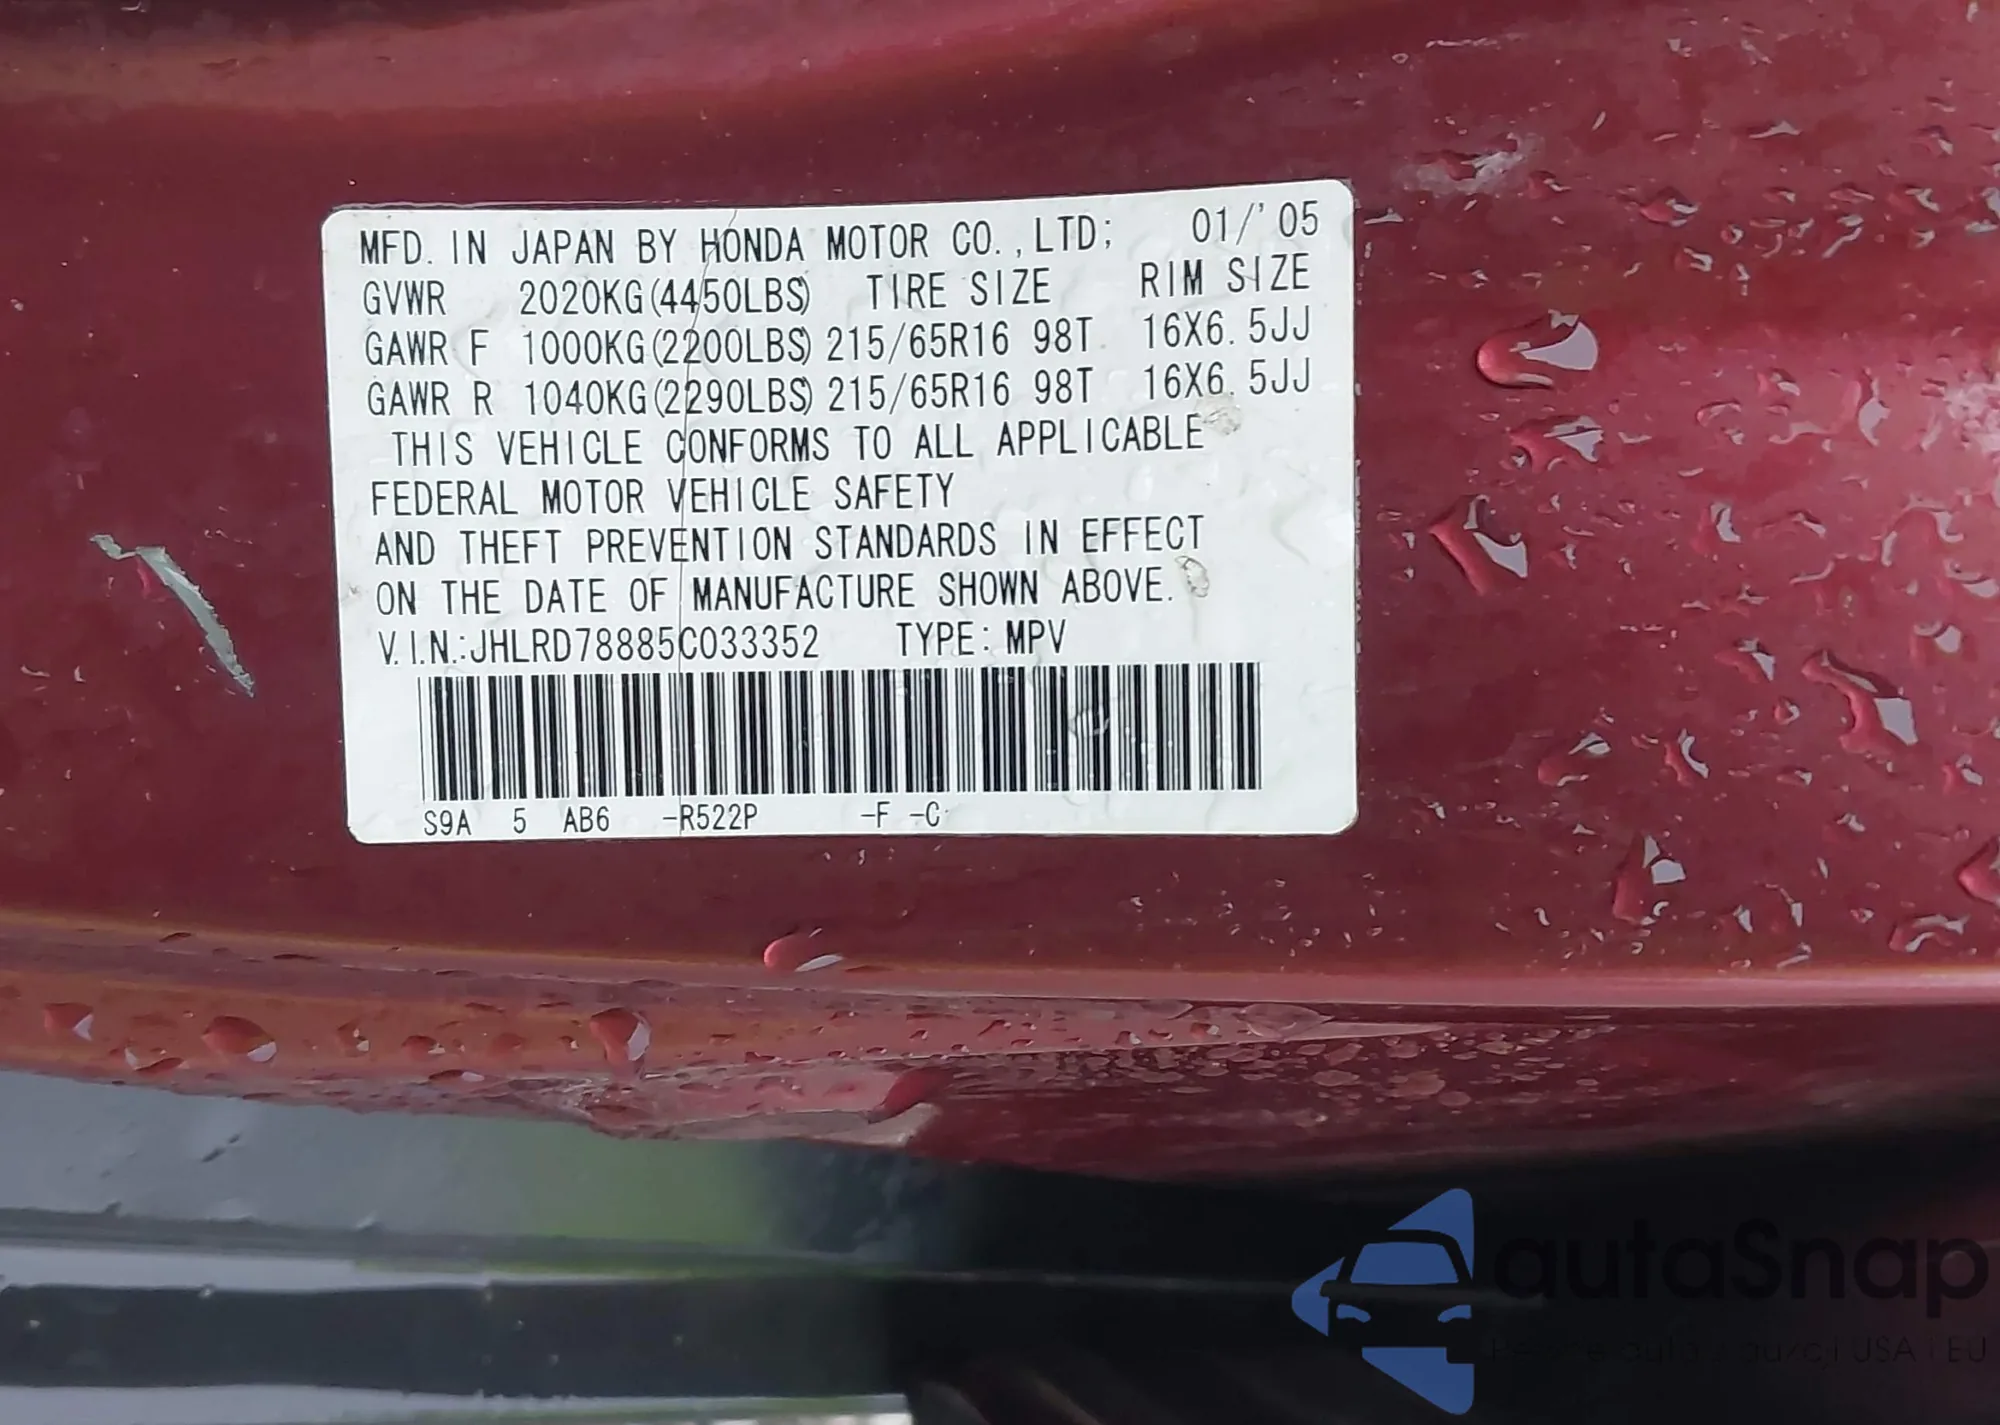 MFD. IN JAPAN BY HONDA MOTOR CO.,LTD; 01/'05
GVWR 2020KG(4450LBS) TIRE SIZE RIM SIZE
GAWR F 1000KG(2200LBS) 215/65R16 98T 16X6.5JJ
GAWR R 1040KG(2290LBS) 215/65R16 98T 16X6.5JJ
THIS VEHICLE CONFORMS TO ALL APPLICABLE
FEDERAL MOTOR VEHICLE SAFETY
AND THEFT PREVENTION STANDARDS IN EFFECT
ON THE DATE OF MANUFACTURE SHOWN ABOVE.
V.I.N.:JHLRD78885C033352 TYPE: MPV
S9A 5 AB6 -R522P -F -C
autoSnap
USA EU